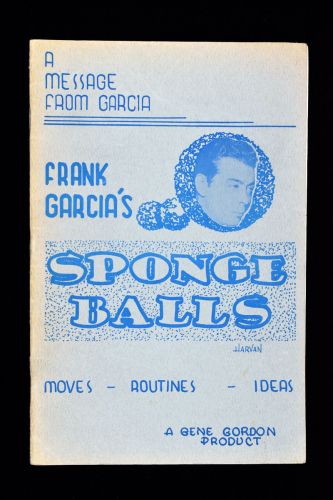 A
MESSAGE
FROM GARCIA
FRANK
GARCIA'S
SPONGE
BALLS
HARVAN
MOVES - ROUTINES - IDEAS
A GENE GORDON
PRODUCT